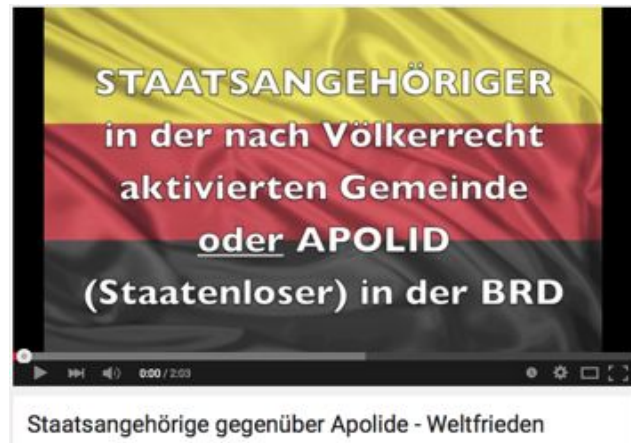 STAATSANGEHÖRIGER
in der nach Völkerrecht
aktivierten Gemeinde
oder APOLID
(Staatenloser) in der BRD
0:00 / 2:03
Staatsangehörige gegenüber Apolide - Weltfrieden